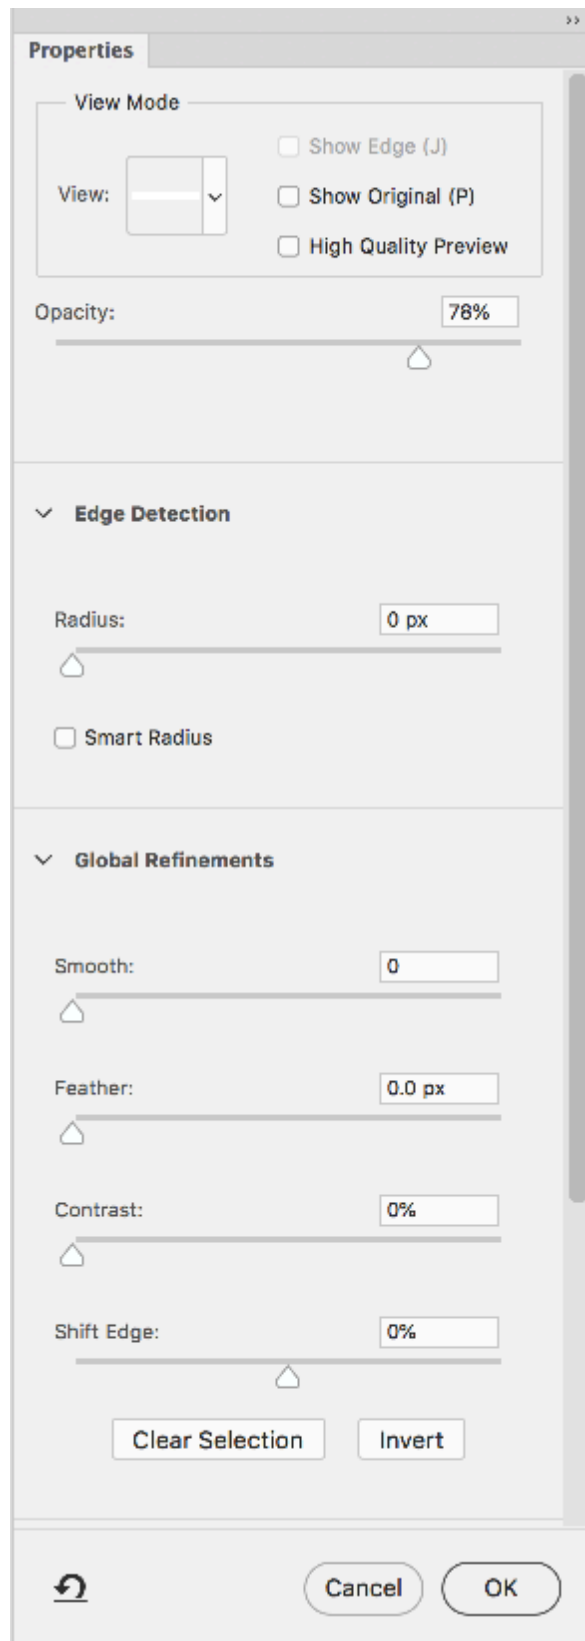 Properties
View Mode
Show Edge (J)
View:
Show Original (P)
High Quality Preview
Opacity: 78%
Edge Detection
Radius: 0 px
Smart Radius
Global Refinements
Smooth: 0
Feather: 0.0 px
Contrast: 0%
Shift Edge: 0%
Clear Selection Invert
Cancel OK